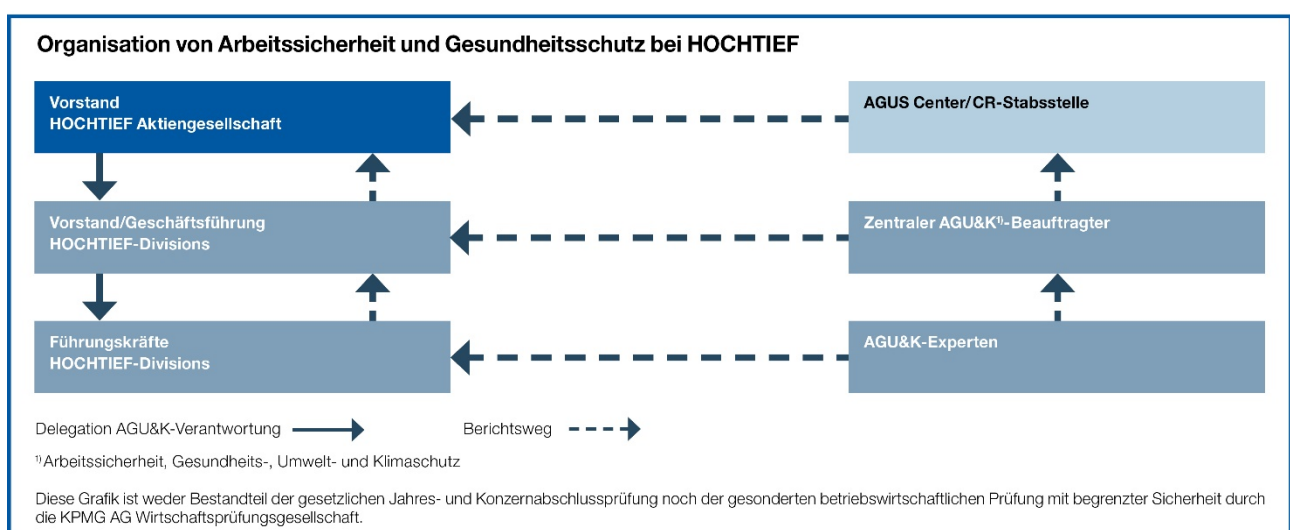 Organisation von Arbeitssicherheit und Gesundheitsschutz bei HOCHTIEF
Vorstand
HOCHTIEF Aktiengesellschaft
AGUS Center/CR-Stabsstelle
Vorstand/Geschäftsführung
HOCHTIEF-Divisions
Zentraler AGU&K¹⁾-Beauftragter
Führungskräfte
HOCHTIEF-Divisions
AGU&K-Experten
Delegation AGU&K-Verantwortung
Berichtsweg
¹⁾ Arbeitssicherheit, Gesundheits-, Umwelt- und Klimaschutz
Diese Grafik ist weder Bestandteil der gesetzlichen Jahres- und Konzernabschlussprüfung noch der gesonderten betriebswirtschaftlichen Prüfung mit begrenzter Sicherheit durch
die KPMG AG Wirtschaftsprüfungsgesellschaft.